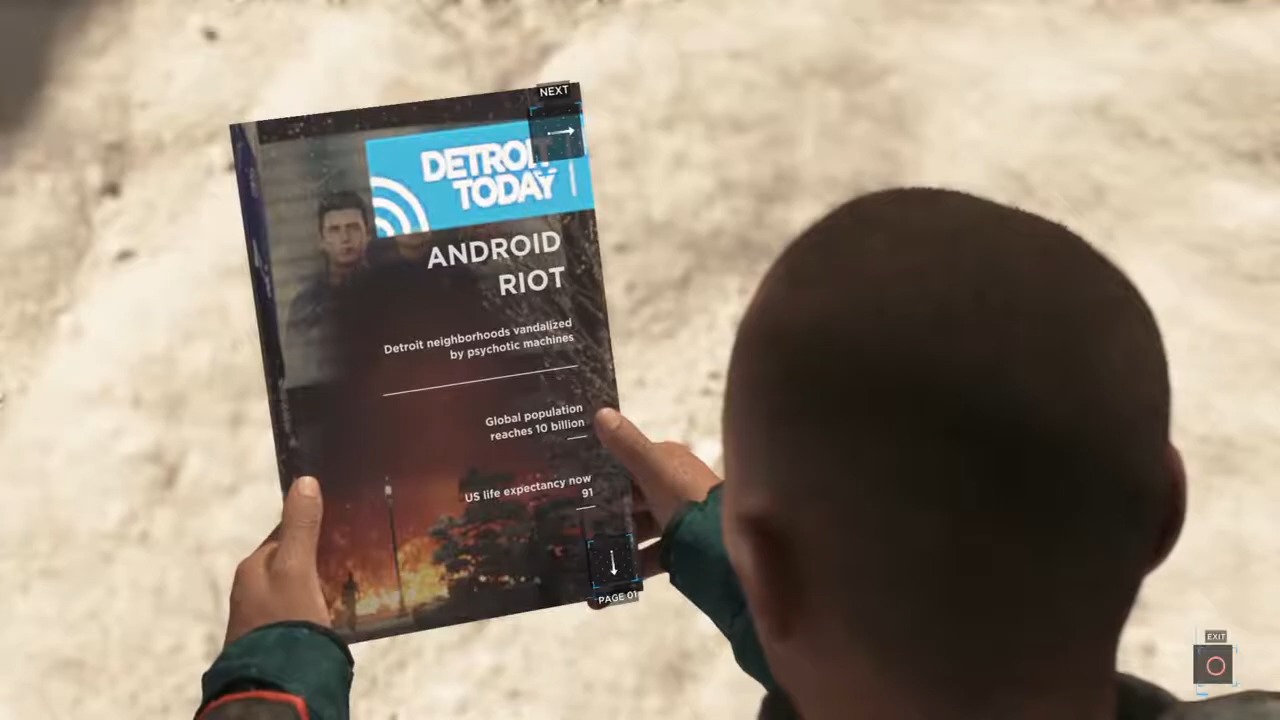 NEXT
DETROIT
TODAY
ANDROID
RIOT
Detroit neighborhoods vandalized
by psychotic machines
Global population
reaches 10 billion
US life expectancy now
91
PAGE 01
EXIT